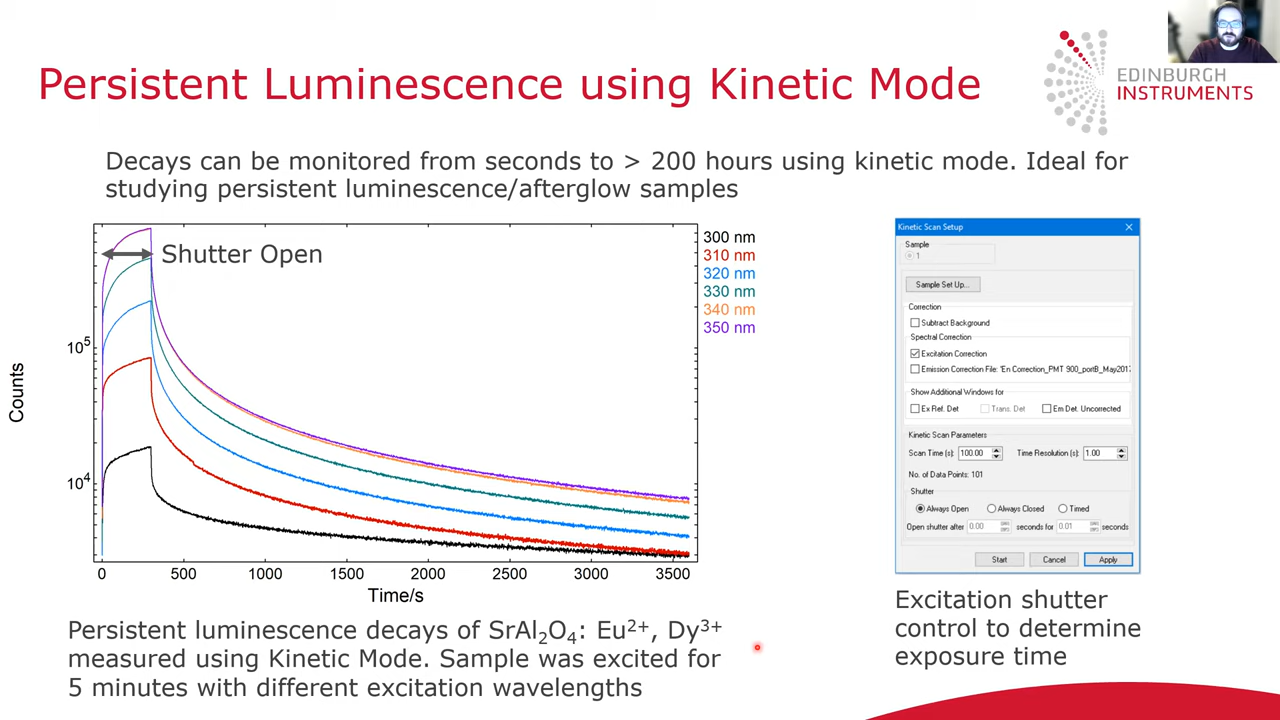 EDINBURGH
INSTRUMENTS
Persistent Luminescence using Kinetic Mode
Decays can be monitored from seconds to > 200 hours using kinetic mode. Ideal for
studying persistent luminescence/afterglow samples
Shutter Open
300 nm
310 nm
320 nm
330 nm
340 nm
350 nm
10⁵
10⁴
Counts
0 500 1000 1500 2000 2500 3000 3500
Time/s
Persistent luminescence decays of SrAl₂O₄: Eu²⁺, Dy³⁺
measured using Kinetic Mode. Sample was excited for
5 minutes with different excitation wavelengths
Kinetic Scan Setup
Sample
1
Sample Set Up...
Correction
Subtract Background
Spectral Correction
Excitation Correction
Emission Correction File: 'En Correction_PMT 900_portB_May2017
Show Additional Windows for
Ex Ref. Det Trans. Det Em Det. Uncorrected
Kinetic Scan Parameters
Scan Time (s): 100.00 Time Resolution (s): 1.00
No. of Data Points: 101
Shutter
Always Open Always Closed Timed
Open shutter after 0.00 seconds for 0.01 seconds
Start Cancel Apply
Excitation shutter
control to determine
exposure time